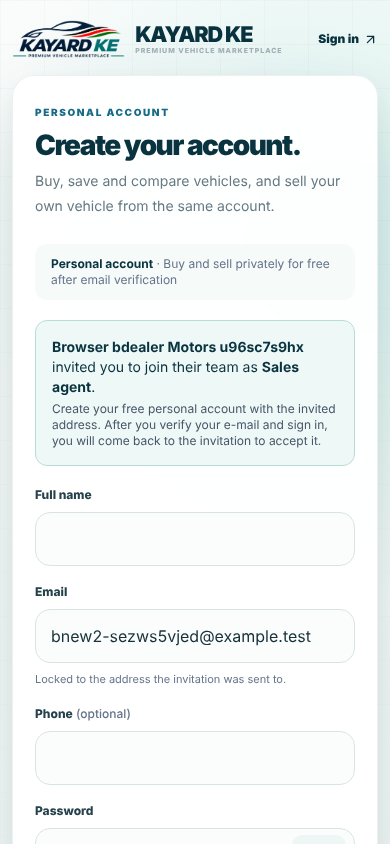 KAYARD KE
PREMIUM VEHICLE MARKETPLACE
KAYARD KE
PREMIUM VEHICLE MARKETPLACE
Sign in
PERSONAL ACCOUNT
Create your account.
Buy, save and compare vehicles, and sell your
own vehicle from the same account.
Personal account · Buy and sell privately for free
after email verification
Browser bdealer Motors u96sc7s9hx
invited you to join their team as Sales
agent.
Create your free personal account with the invited
address. After you verify your e-mail and sign in,
you will come back to the invitation to accept it.
Full name
Email
bnew2-sezws5vjed@example.test
Locked to the address the invitation was sent to.
Phone (optional)
Password